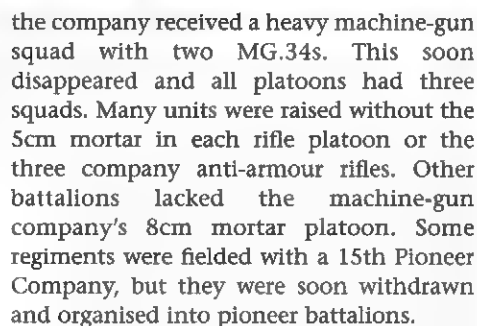 the company received a heavy machine-gun
squad with two MG.34s. This soon
disappeared and all platoons had three
squads. Many units were raised without the
5cm mortar in each rifle platoon or the
three company anti-armour rifles. Other
battalions lacked the machine-gun
company's 8cm mortar platoon. Some
regiments were fielded with a 15th Pioneer
Company, but they were soon withdrawn
and organised into pioneer battalions.